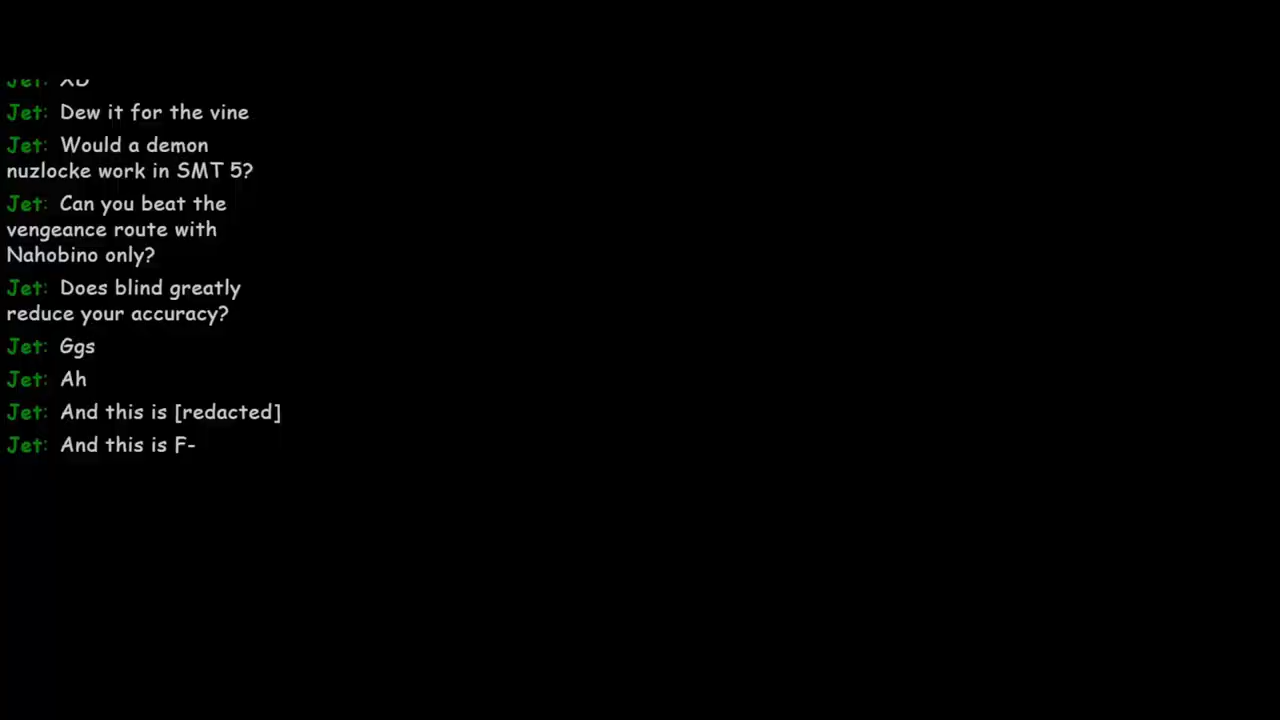 Jet: XD
Jet: Dew it for the vine
Jet: Would a demon
nuzlocke work in SMT 5?
Jet: Can you beat the
vengeance route with
Nahobino only?
Jet: Does blind greatly
reduce your accuracy?
Jet: Ggs
Jet: Ah
Jet: And this is [redacted]
Jet: And this is F-